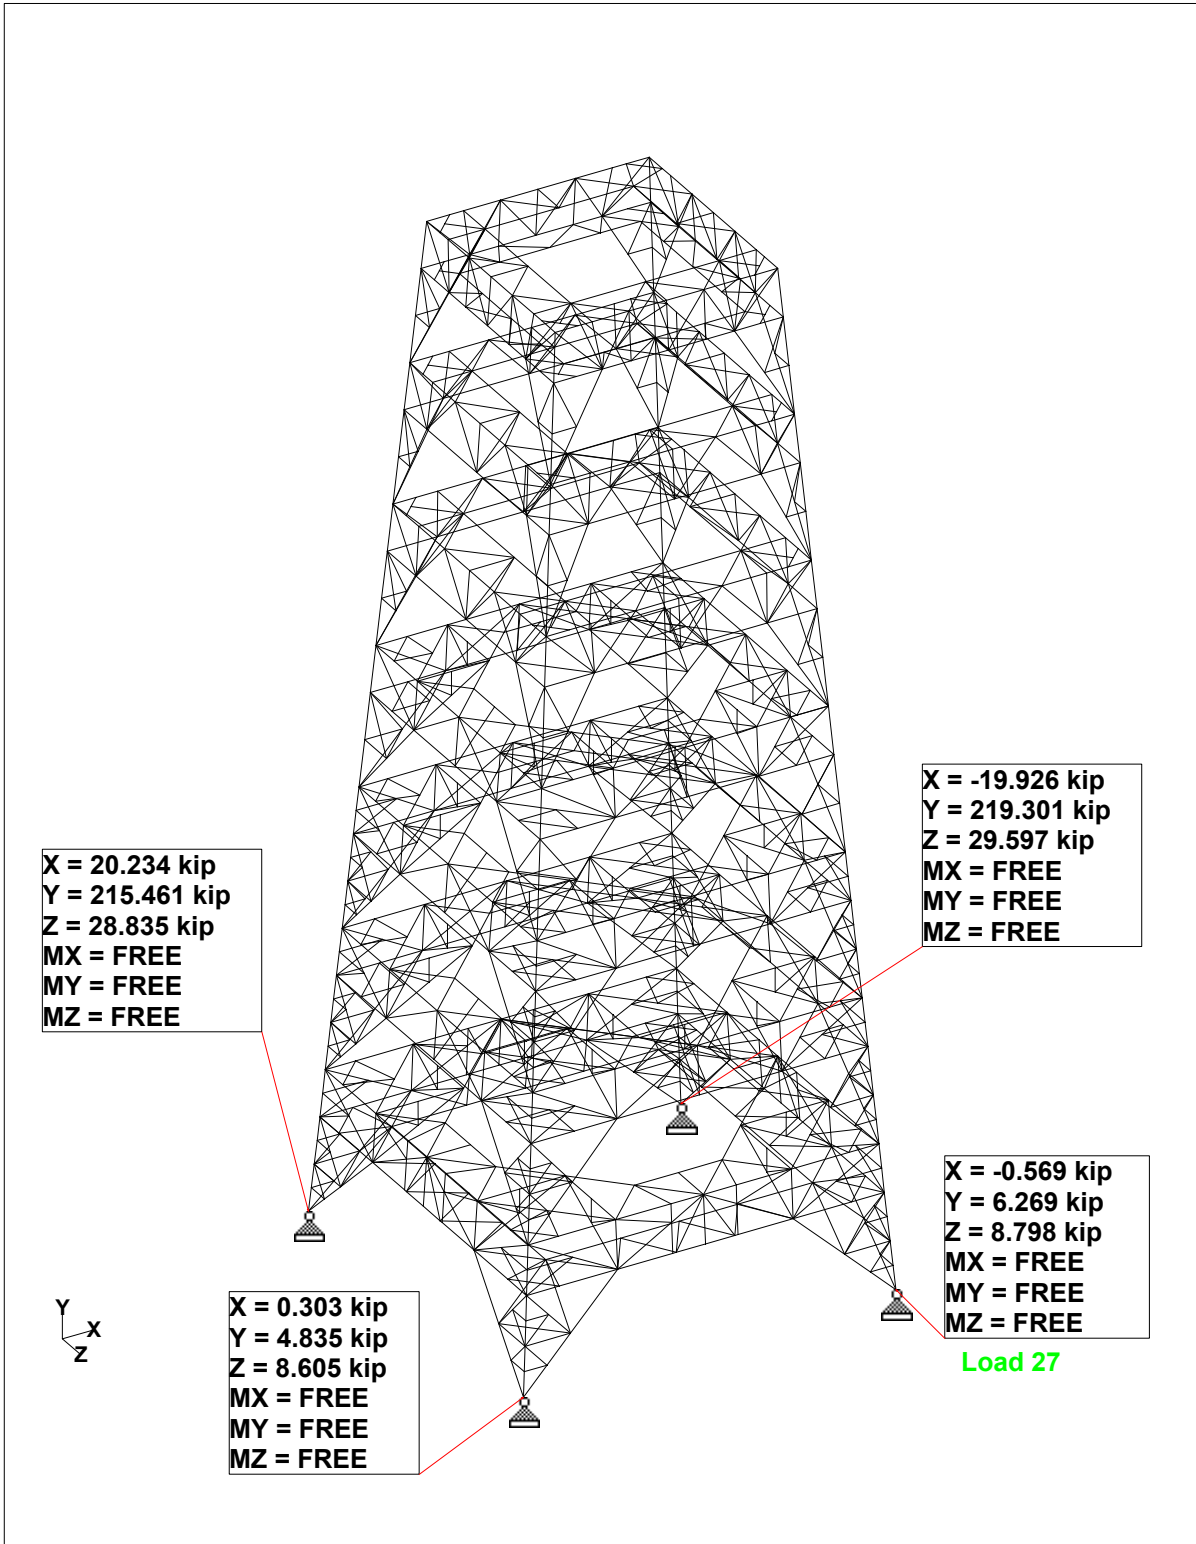 X = -19.926 kip
Y = 219.301 kip
Z = 29.597 kip
MX = FREE
MY = FREE
MZ = FREE
X = 20.234 kip
Y = 215.461 kip
Z = 28.835 kip
MX = FREE
MY = FREE
MZ = FREE
X = -0.569 kip
Y = 6.269 kip
Z = 8.798 kip
MX = FREE
MY = FREE
MZ = FREE
X = 0.303 kip
Y = 4.835 kip
Z = 8.605 kip
MX = FREE
MY = FREE
MZ = FREE
Y
X
Z
Load 27